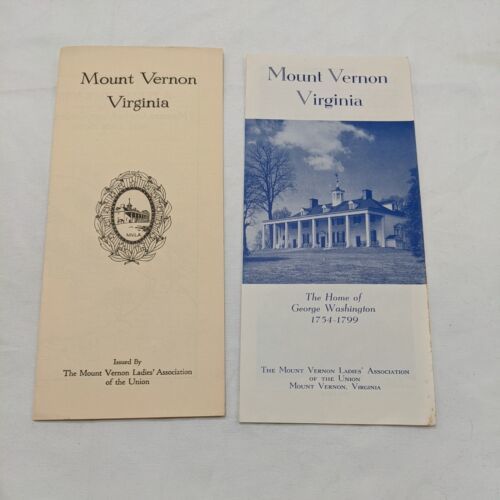 Mount Vernon
Virginia
MVLA
Issued By
The Mount Vernon Ladies' Association
of the Union
Mount Vernon
Virginia
The Home of
George Washington
1754-1799
The Mount Vernon Ladies' Association
of the Union
Mount Vernon, Virginia